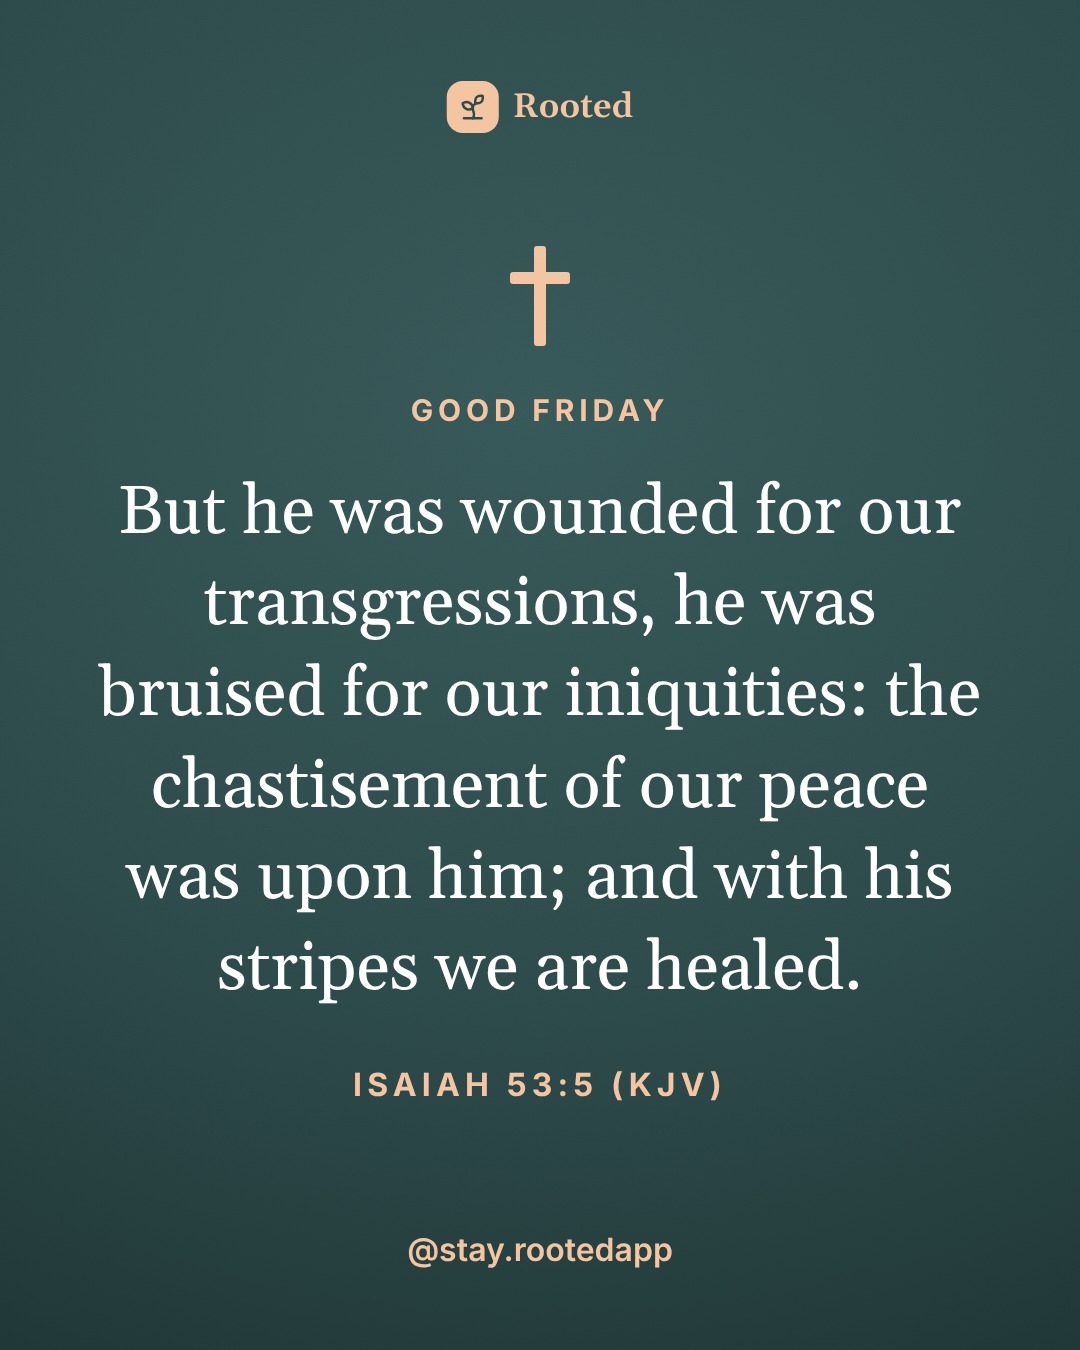 Rooted
GOOD FRIDAY
But he was wounded for our
transgressions, he was
bruised for our iniquities: the
chastisement of our peace
was upon him; and with his
stripes we are healed.
ISAIAH 53:5 (KJV)
@stay.rootedapp